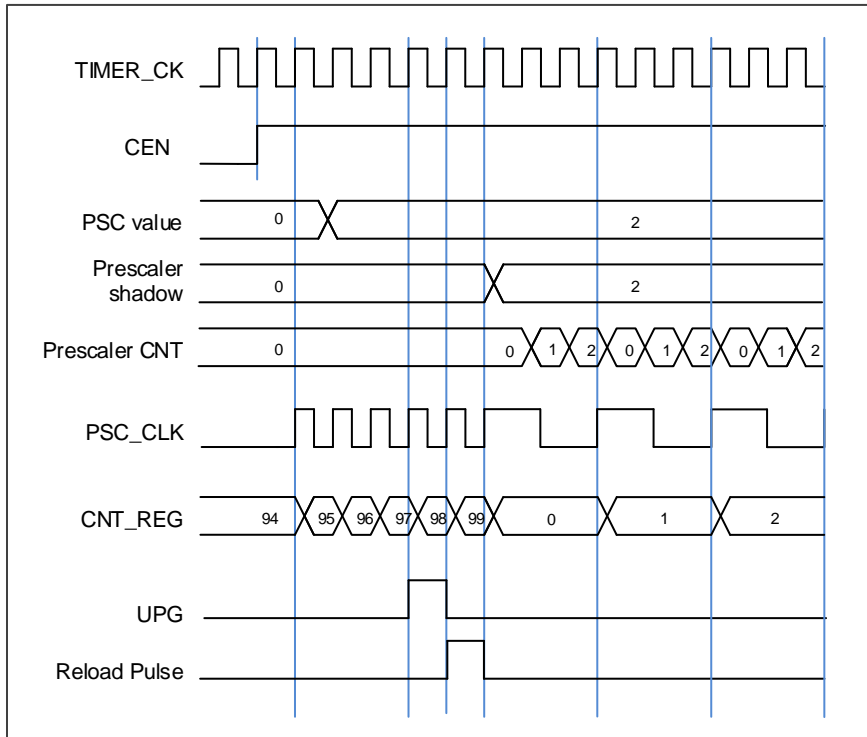 TIMER_CK
CEN
PSC value
0 2
Prescaler
shadow
0 2
Prescaler CNT
0 0 1 2 0 1 2 0 1 2
PSC_CLK
CNT_REG
94 95 96 97 98 99 0 1 2
UPG
Reload Pulse